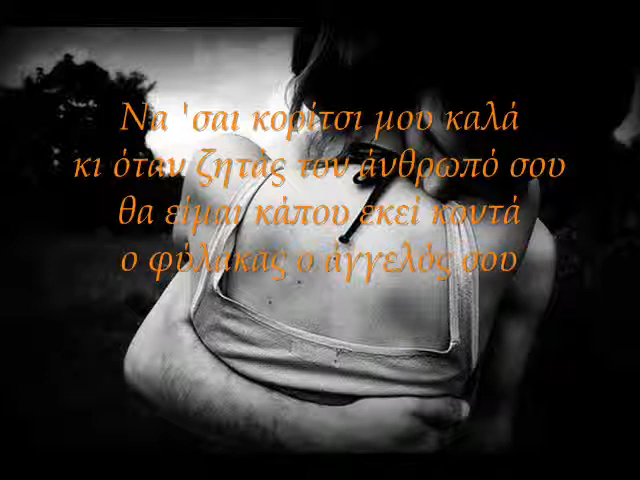 Να 'σαι κορίτσι μου καλά
κι όταν ζητάς τον άνθρωπό σου
θα είμαι κάπου εκεί κοντά
ο φύλακας ο άγγελός σου